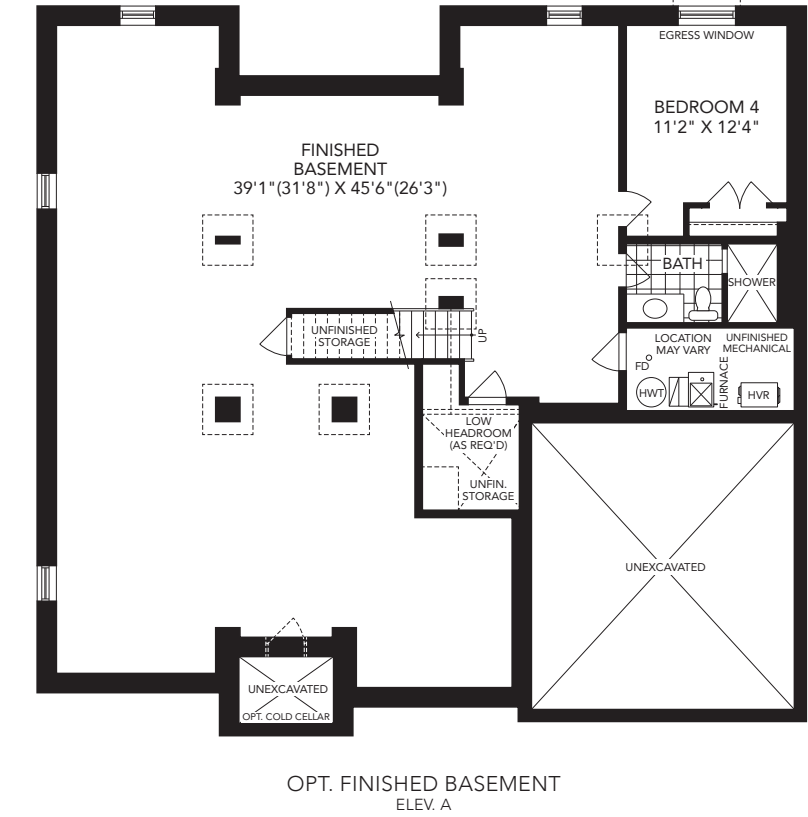 EGRESS WINDOW
BEDROOM 4
11'2" X 12'4"
FINISHED
BASEMENT
39'1"(31'8") X 45'6"(26'3")
BATH
SHOWER
UNFINISHED
STORAGE
UP
LOCATION
MAY VARY
UNFINISHED
MECHANICAL
FD
HWT
FURNACE
HVR
LOW
HEADROOM
(AS REQ'D)
UNFIN.
STORAGE
UNEXCAVATED
UNEXCAVATED
OPT. COLD CELLAR
OPT. FINISHED BASEMENT
ELEV. A